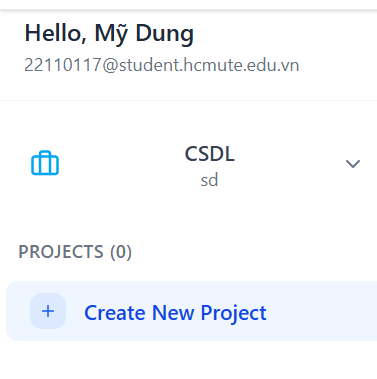 Hello, Mỹ Dung
22110117@student.hcmute.edu.vn
CSDL
sd
PROJECTS (0)
+ Create New Project